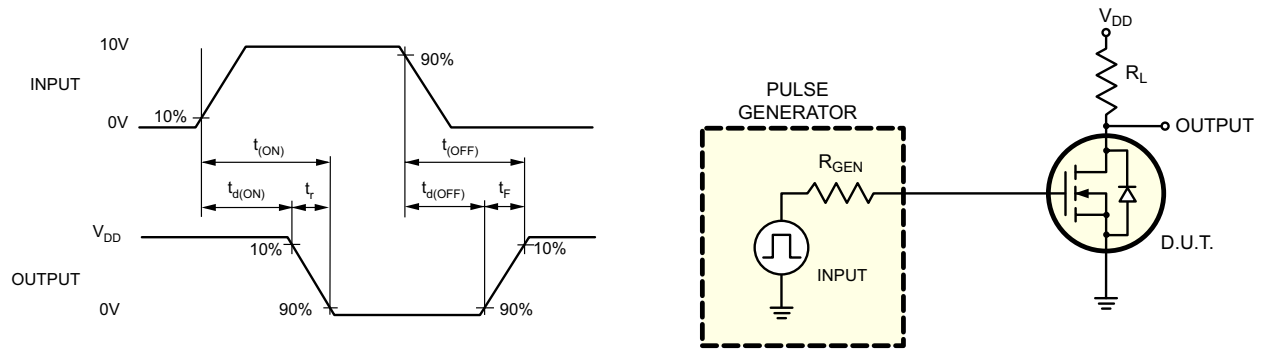 10V
INPUT
0V
10%
90%
t(ON)
t(OFF)
td(ON)
tr
td(OFF)
tF
VDD
OUTPUT
0V
10%
90%
10%
90%
PULSE
GENERATOR
RGEN
INPUT
VDD
RL
OUTPUT
D.U.T.